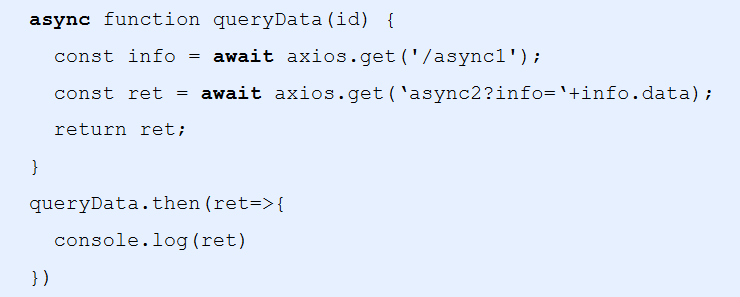 async function queryData(id) {
const info = await axios.get('/async1');
const ret = await axios.get(‘async2?info=‘+info.data);
return ret;
}
queryData.then(ret=>{
console.log(ret)
})